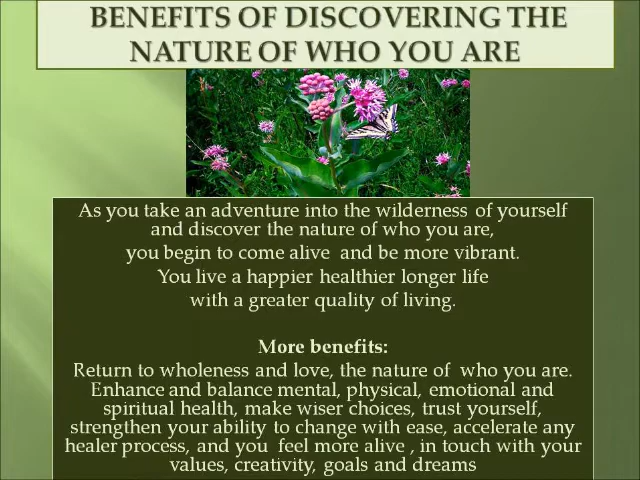 BENEFITS OF DISCOVERING THE
NATURE OF WHO YOU ARE
As you take an adventure into the wilderness of yourself
and discover the nature of who you are,
you begin to come alive and be more vibrant.
You live a happier healthier longer life
with a greater quality of living.
More benefits:
Return to wholeness and love, the nature of who you are.
Enhance and balance mental, physical, emotional and
spiritual health, make wiser choices, trust yourself,
strengthen your ability to change with ease, accelerate any
healer process, and you feel more alive , in touch with your
values, creativity, goals and dreams